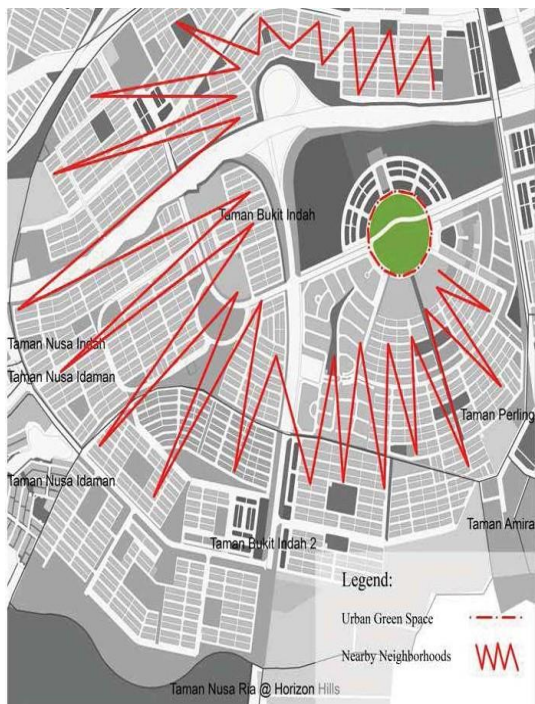 Taman Bukit Indah
Taman Nusa Indah
Taman Nusa Idaman
Taman Perling
Taman Nusa Idaman
Taman Amira
Taman Bukit Indah 2
Legend:
Urban Green Space
Nearby Neighborhoods
Taman Nusa Ria @ Horizon Hills